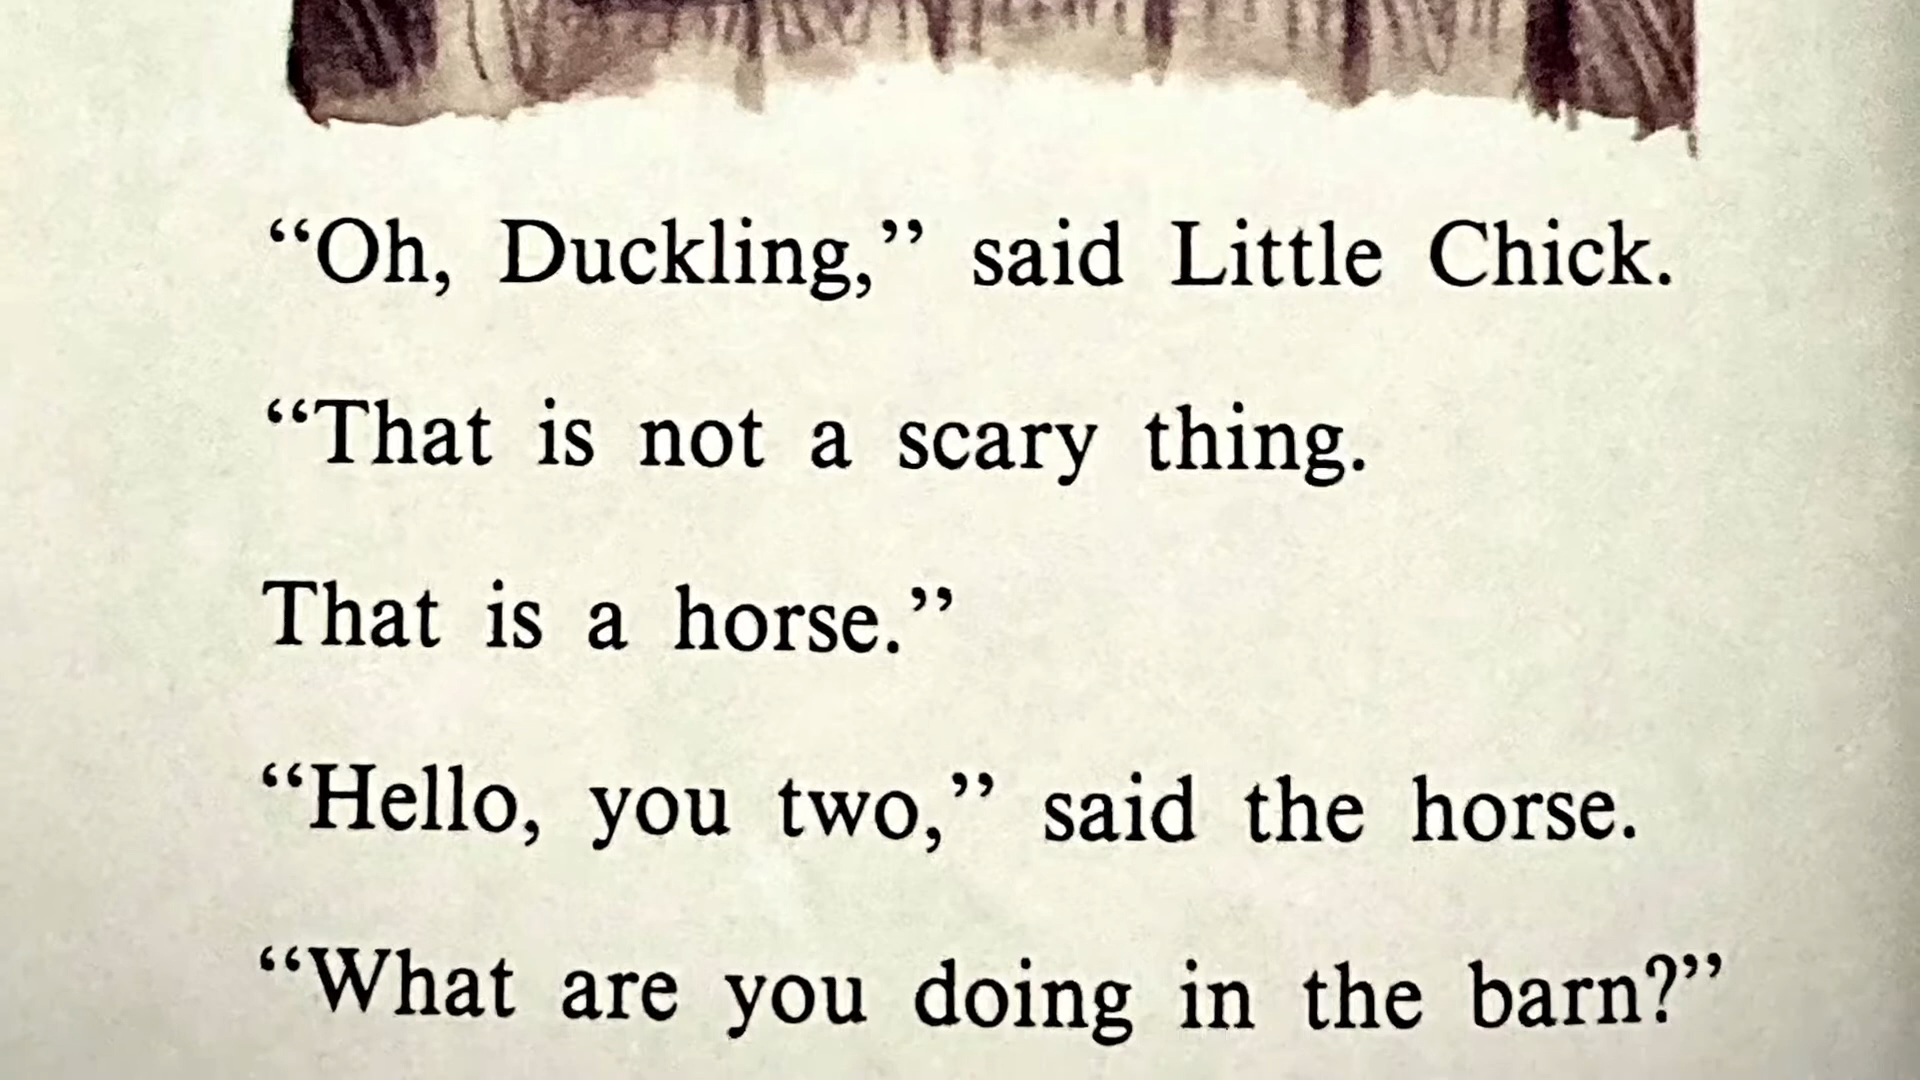 “Oh, Duckling,” said Little Chick.
“That is not a scary thing.
That is a horse.”
“Hello, you two,” said the horse.
“What are you doing in the barn?”